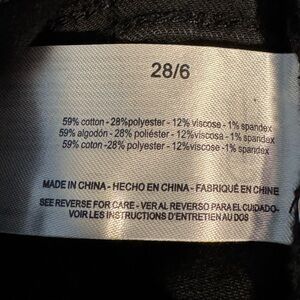 28/6
59% cotton - 28% polyester - 12% viscose - 1% spandex
59% algodón - 28% poliéster - 12% viscosa - 1% spandex
59% coton - 28% polyester - 12% viscose - 1% spandex
MADE IN CHINA - HECHO EN CHINA - FABRIQUÉ EN CHINE
SEE REVERSE FOR CARE - VER AL REVERSO PARA EL CUIDADO-
VOIR LES INSTRUCTIONS D'ENTRETIEN AU DOS